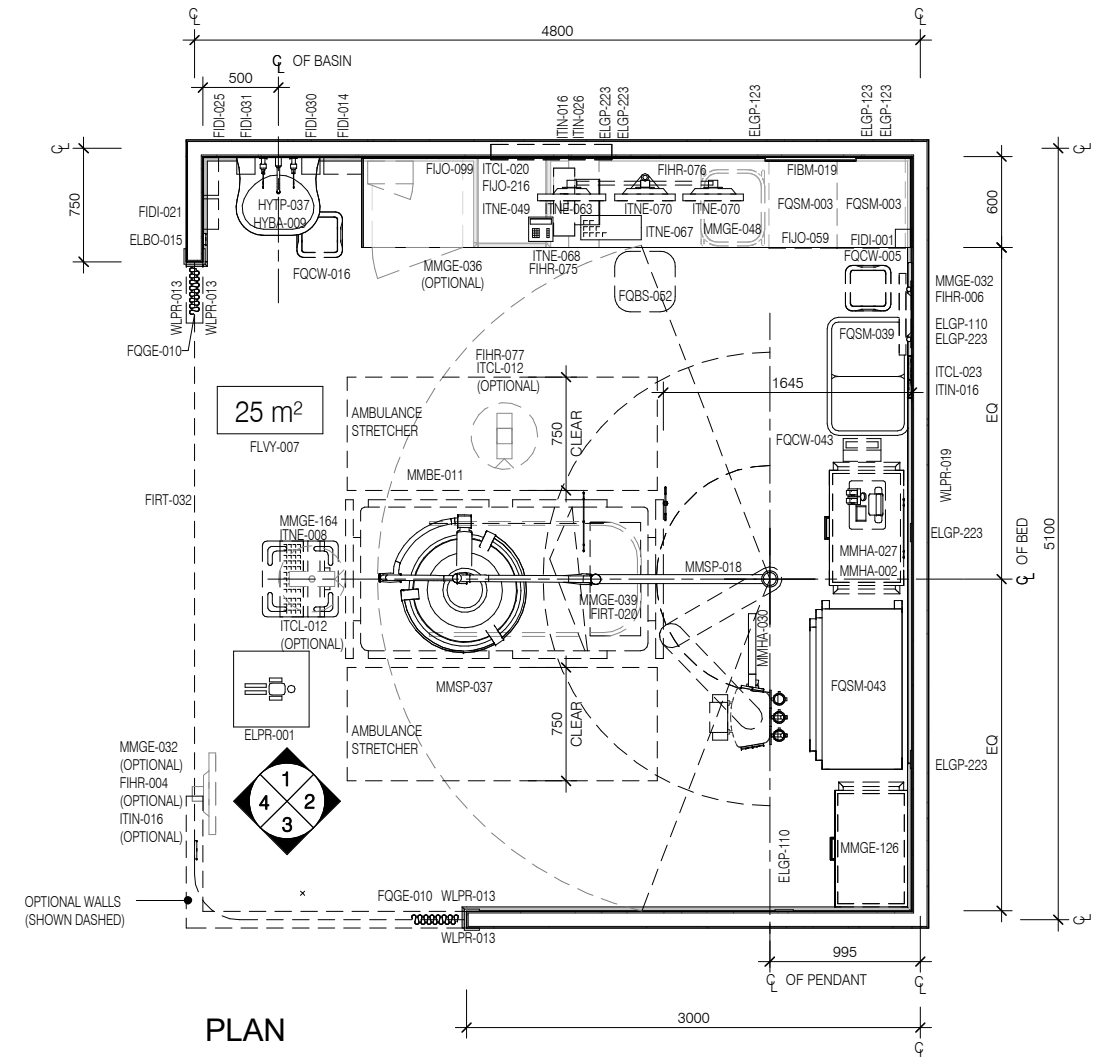 ℄
℄
4800
℄ OF BASIN
500
FIDI-025
FIDI-031
FIDI-030
FIDI-014
ITIN-016
ITIN-026
ELGP-223
ELGP-223
ELGP-123
ELGP-123
ELGP-123
℄
℄
750
600
FIJO-099
ITCL-020
FIJO-216
ITNE-049
FIHR-076
FIBM-019
HYTP-037
HYBA-009
ITNE-063
ITNE-070
ITNE-070
FQSM-003
FQSM-003
FIDI-021
ELBO-015
ITNE-067
MMGE-048
FIJO-059
FIDI-001
FQCW-016
MMGE-036
(OPTIONAL)
ITNE-068
FIHR-075
FQCW-005
FQBS-052
MMGE-032
FIHR-006
WLPR-013
WLPR-013
FQGE-010
ELGP-110
ELGP-223
FQSM-039
FIHR-077
ITCL-012
(OPTIONAL)
ITCL-023
ITIN-016
1645
EQ
25 m²
FLVY-007
AMBULANCE
STRETCHER
750
CLEAR
FQCW-043
MMBE-011
WLPR-019
FIRT-032
MMGE-164
ITNE-008
ELGP-223
MMHA-027
MMHA-002
MMSP-018
℄ OF BED
5100
MMGE-039
FIRT-020
ITCL-012
(OPTIONAL)
MMHA-030
MMSP-037
FQSM-043
ELPR-001
AMBULANCE
STRETCHER
750
CLEAR
EQ
MMGE-032
(OPTIONAL)
FIHR-004
(OPTIONAL)
ITIN-016
(OPTIONAL)
1
4
2
3
ELGP-223
MMGE-126
ELGP-110
OPTIONAL WALLS
(SHOWN DASHED)
FQGE-010
WLPR-013
WLPR-013
℄
995
℄ OF PENDANT
℄
PLAN
3000
℄